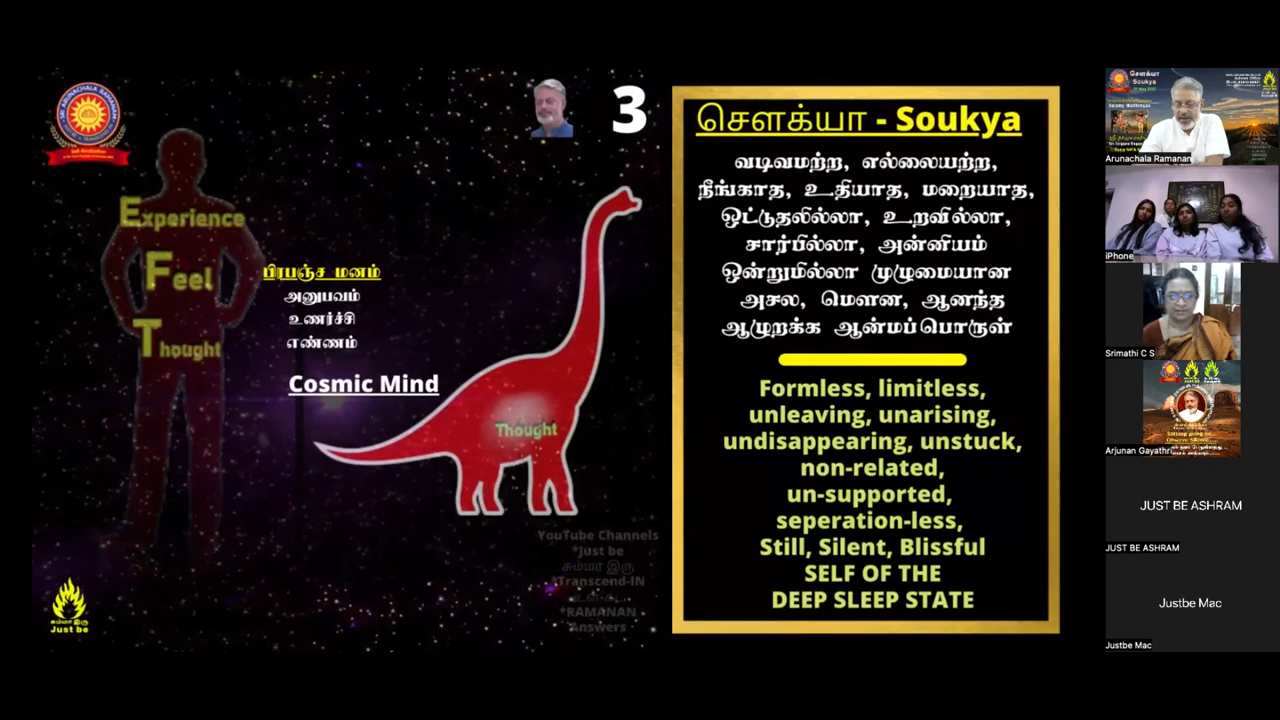 3
Experience
Feel
Thought
பிரபஞ்ச மனம்
அனுபவம்
உணர்ச்சி
எண்ணம்
Cosmic Mind
Thought
YouTube Channels
*Just be
சும்மா இரு
*Transcend-IN
*RAMANAN
Answers
சும்மா இரு
Just be
சௌக்யா - Soukya
வடிவமற்ற, எல்லையற்ற,
நீங்காத, உதியாத, மறையாத,
ஒட்டுதலில்லா, உறவில்லா,
சார்பில்லா, அன்னியம்
ஒன்றுமில்லா முழுமையான
அசல, மௌன, ஆனந்த
ஆழுறக்க ஆன்மப்பொருள்
Formless, limitless,
unleaving, unarising,
undisappearing, unstuck,
non-related,
un-supported,
seperation-less,
Still, Silent, Blissful
SELF OF THE
DEEP SLEEP STATE
சௌக்யா
Soukya
Arunachala Ramanan
iPhone
Srimathi C S
Arjunan Gayathri
JUST BE ASHRAM
JUST BE ASHRAM
Justbe Mac
Justbe Mac